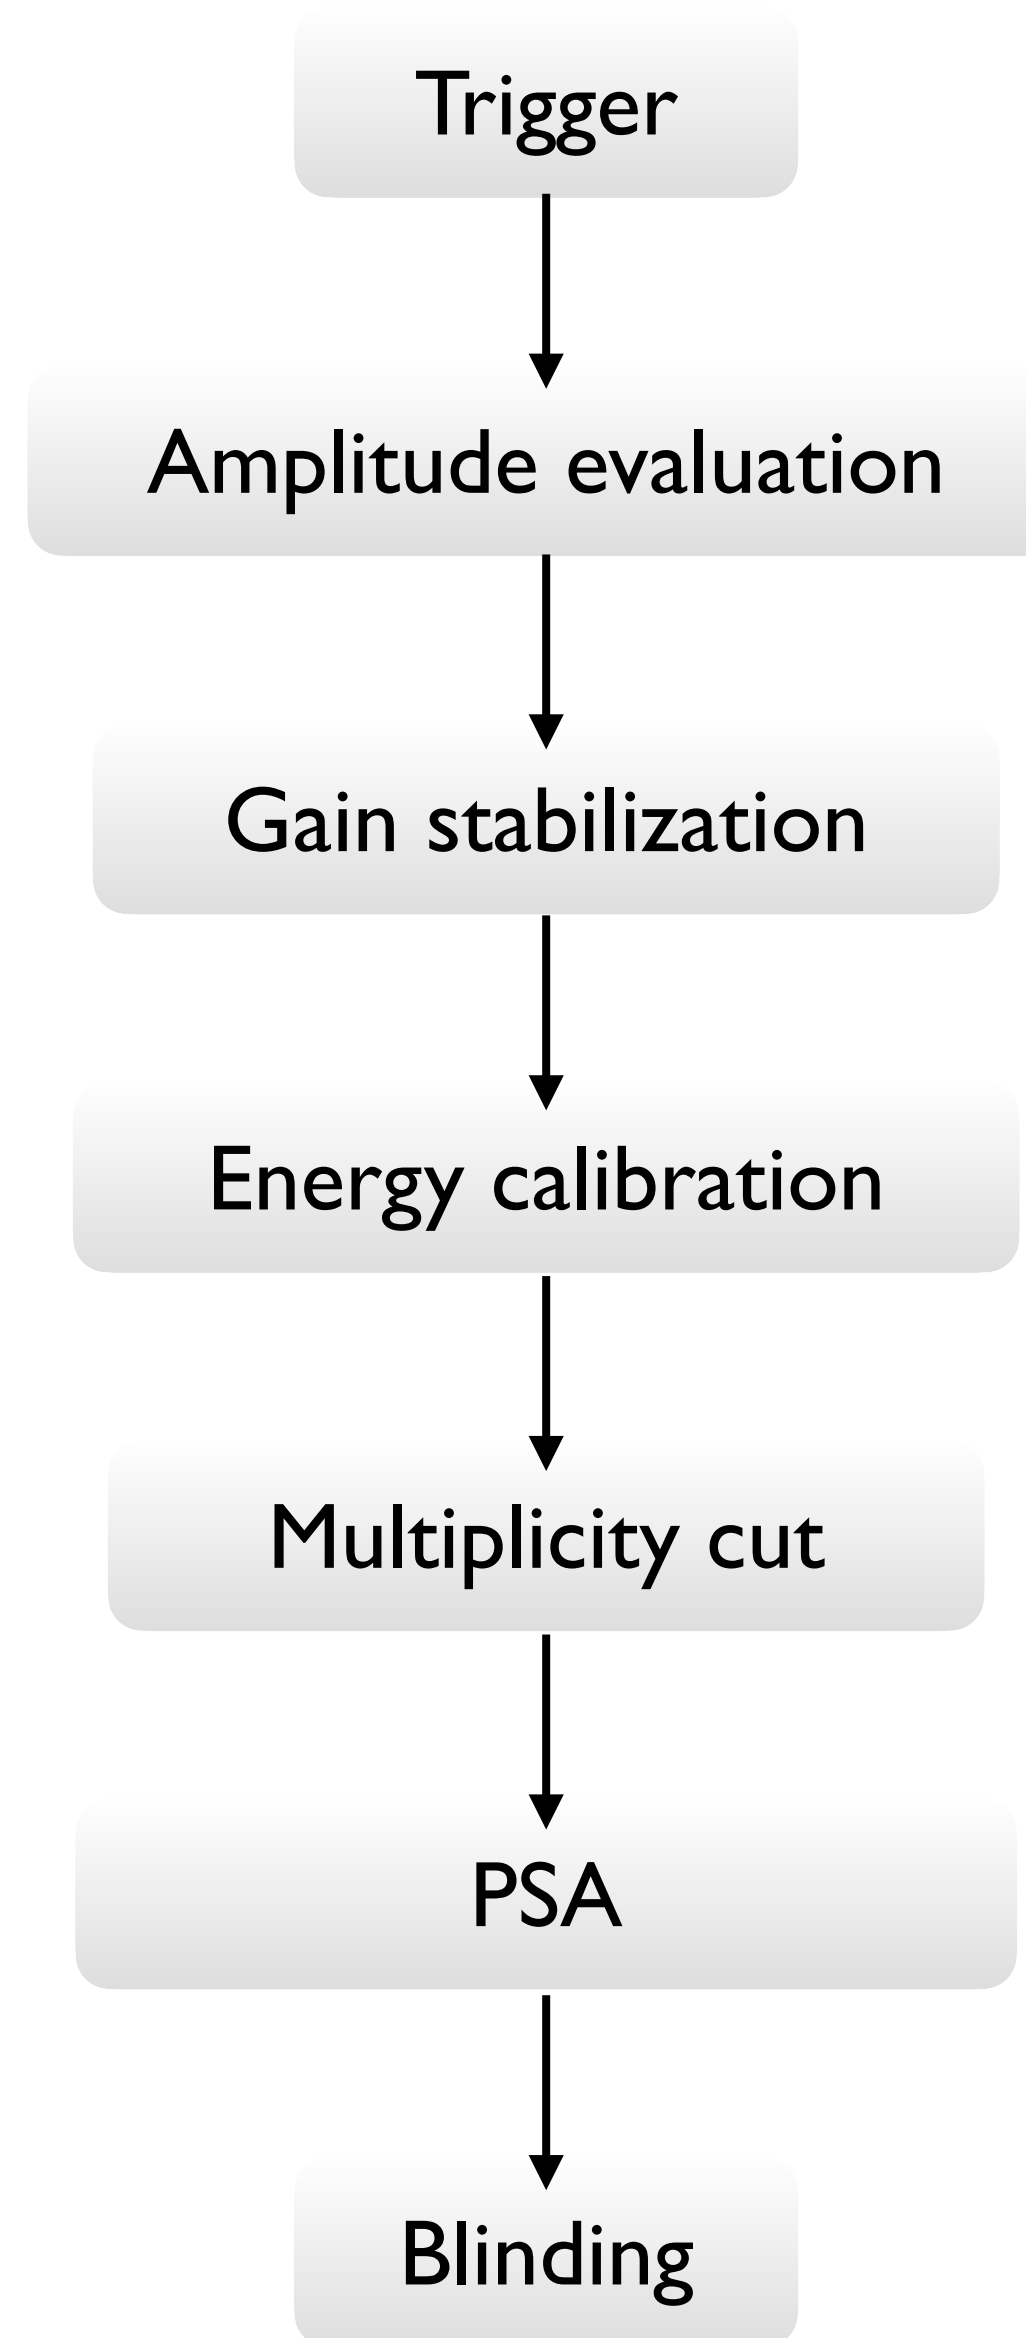 Trigger
Amplitude evaluation
Gain stabilization
Energy calibration
Multiplicity cut
PSA
Blinding